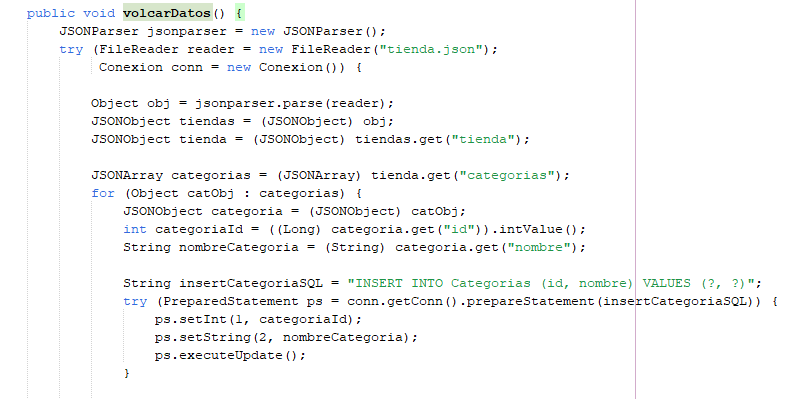 public void volcarDatos() {
JSONParser jsonparser = new JSONParser();
try (FileReader reader = new FileReader("tienda.json");
Conexion conn = new Conexion()) {
Object obj = jsonparser.parse(reader);
JSONObject tiendas = (JSONObject) obj;
JSONObject tienda = (JSONObject) tiendas.get("tienda");
JSONArray categorias = (JSONArray) tienda.get("categorias");
for (Object catObj : categorias) {
JSONObject categoria = (JSONObject) catObj;
int categoriaId = ((Long) categoria.get("id")).intValue();
String nombreCategoria = (String) categoria.get("nombre");
String insertCategoriaSQL = "INSERT INTO Categorias (id, nombre) VALUES (?, ?)";
try (PreparedStatement ps = conn.getConn().prepareStatement(insertCategoriaSQL)) {
ps.setInt(1, categoriaId);
ps.setString(2, nombreCategoria);
ps.executeUpdate();
}